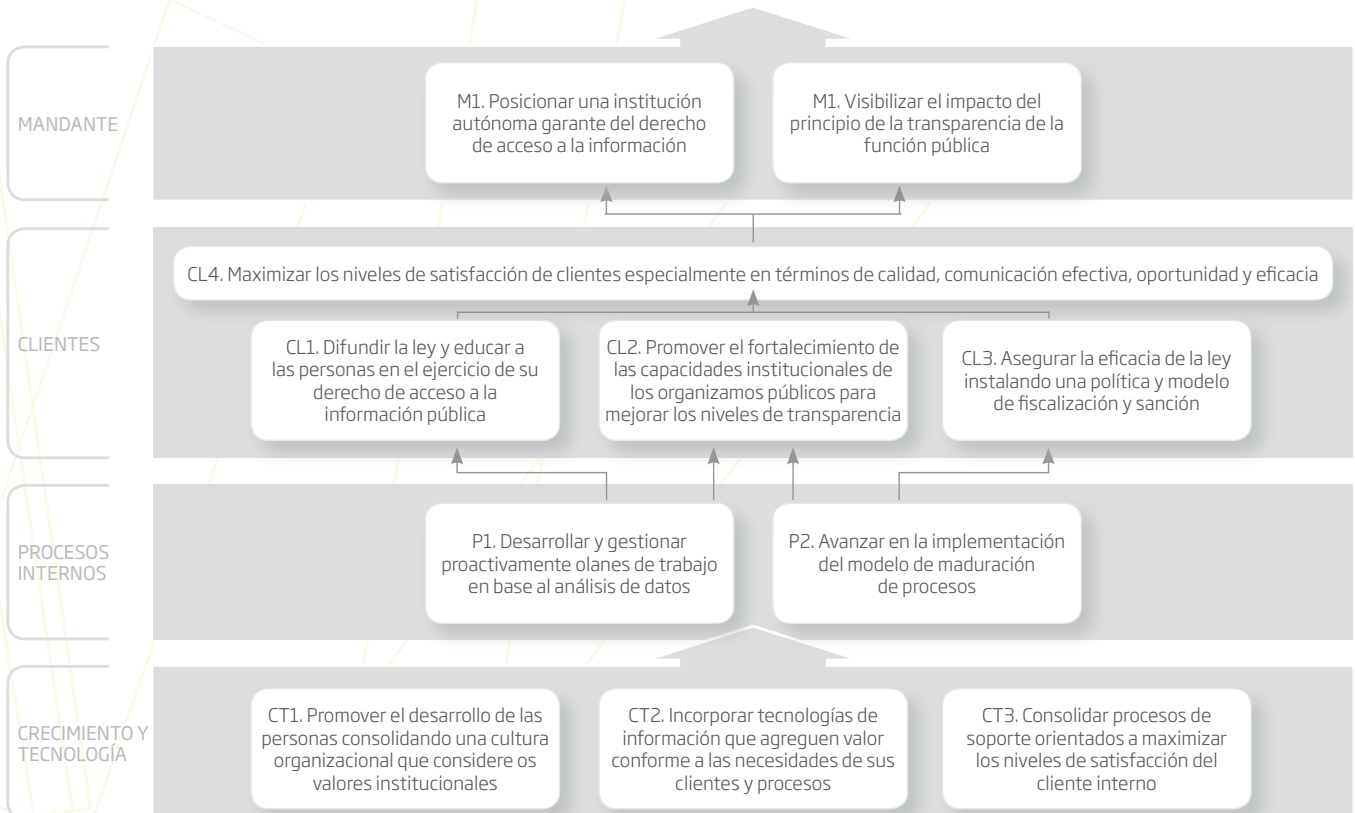 MANDANTE
M1. Posicionar una institución
autónoma garante del derecho
de acceso a la información
M1. Visibilizar el impacto del
principio de la transparencia de la
función pública
CLIENTES
CL4. Maximizar los niveles de satisfacción de clientes especialmente en términos de calidad, comunicación efectiva, oportunidad y eficacia
CL1. Difundir la ley y educar a
las personas en el ejercicio de su
derecho de acceso a la
información pública
CL2. Promover el fortalecimiento de
las capacidades institucionales de
los organizamos públicos para
mejorar los niveles de transparencia
CL3. Asegurar la eficacia de la ley
instalando una política y modelo
de fiscalización y sanción
PROCESOS
INTERNOS
P1. Desarrollar y gestionar
proactivamente olanes de trabajo
en base al análisis de datos
P2. Avanzar en la implementación
del modelo de maduración
de procesos
CRECIMIENTO Y
TECNOLOGÍA
CT1. Promover el desarrollo de las
personas consolidando una cultura
organizacional que considere os
valores institucionales
CT2. Incorporar tecnologías de
información que agreguen valor
conforme a las necesidades de sus
clientes y procesos
CT3. Consolidar procesos de
soporte orientados a maximizar
los niveles de satisfacción del
cliente interno